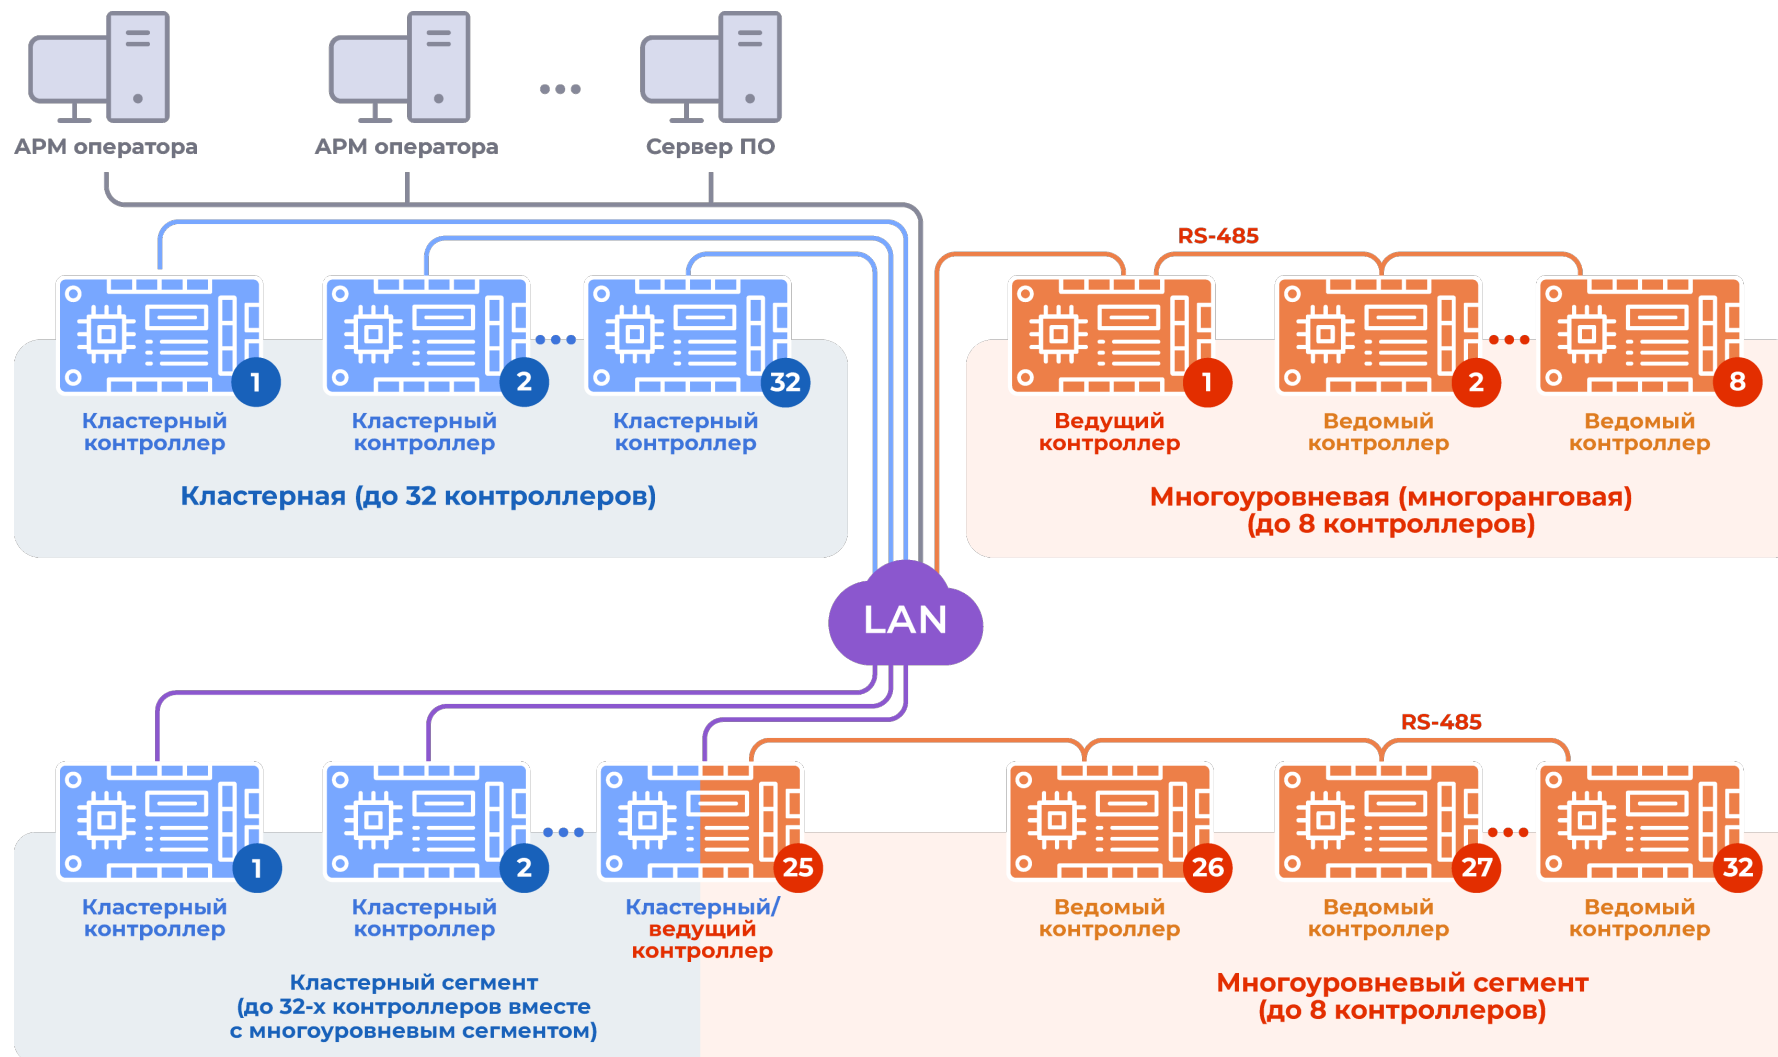 АРМ оператора
АРМ оператора
Сервер ПО
RS-485
1
2
32
1
2
8
Кластерный
контроллер
Кластерный
контроллер
Кластерный
контроллер
Ведущий
контроллер
Ведомый
контроллер
Ведомый
контроллер
Кластерная (до 32 контроллеров)
Многоуровневая (многоранговая)
(до 8 контроллеров)
LAN
RS-485
1
2
25
26
27
32
Кластерный
контроллер
Кластерный
контроллер
Кластерный/
ведущий
контроллер
Ведомый
контроллер
Ведомый
контроллер
Ведомый
контроллер
Кластерный сегмент
(до 32-х контроллеров вместе
с многоуровневым сегментом)
Многоуровневый сегмент
(до 8 контроллеров)